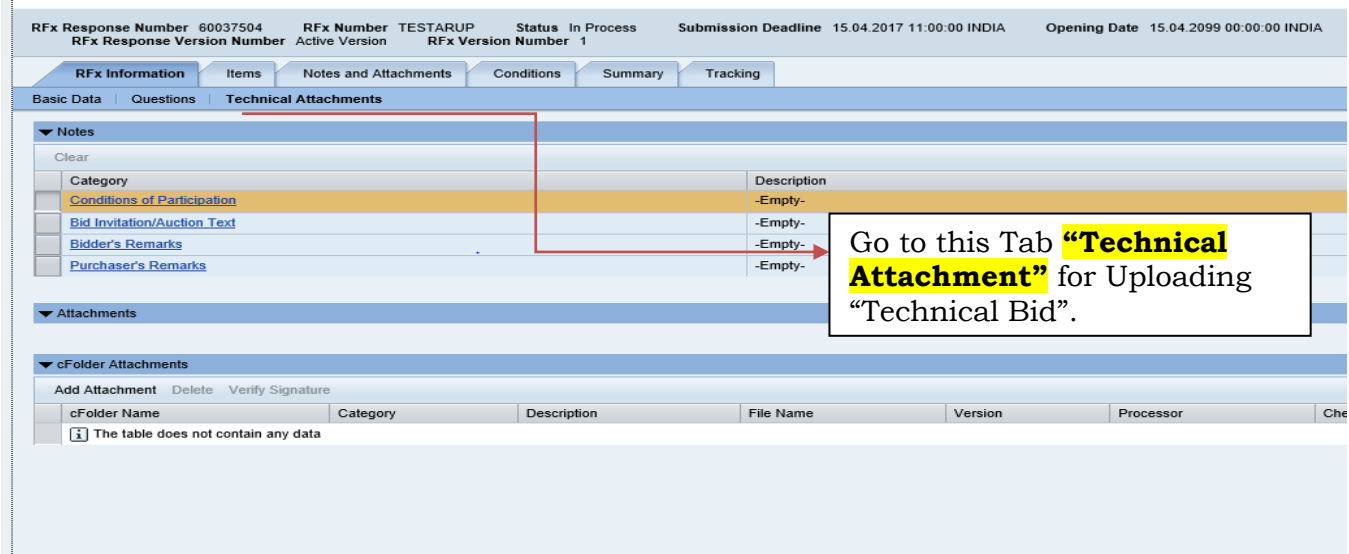 RFx Response Number 60037504 RFx Number TESTARUP Status In Process Submission Deadline 15.04.2017 11:00:00 INDIA Opening Date 15.04.2099 00:00:00 INDIA
RFx Response Version Number Active Version RFx Version Number 1
RFx Information Items Notes and Attachments Conditions Summary Tracking
Basic Data Questions Technical Attachments
Notes
Clear
Category Description
Conditions of Participation -Empty-
Bid Invitation/Auction Text -Empty-
Bidder's Remarks -Empty-
Purchaser's Remarks -Empty-
Go to this Tab “Technical
Attachment” for Uploading
“Technical Bid”.
Attachments
cFolder Attachments
Add Attachment Delete Verify Signature
cFolder Name Category Description File Name Version Processor Che
The table does not contain any data